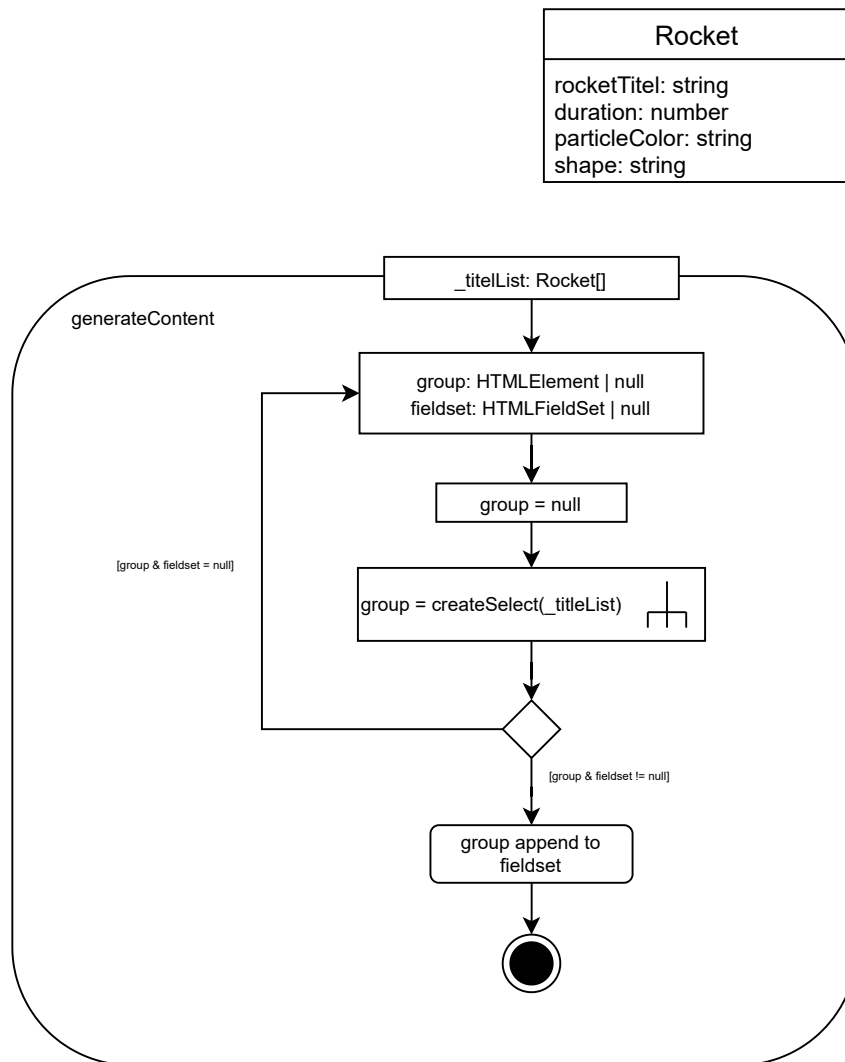 Rocket
rocketTitel: string
duration: number
particleColor: string
shape: string
_titelList: Rocket[]
generateContent
group: HTMLElement | null
fieldset: HTMLFieldSet | null
group = null
[group & fieldset = null]
group = createSelect(_titleList)
[group & fieldset != null]
group append to
fieldset